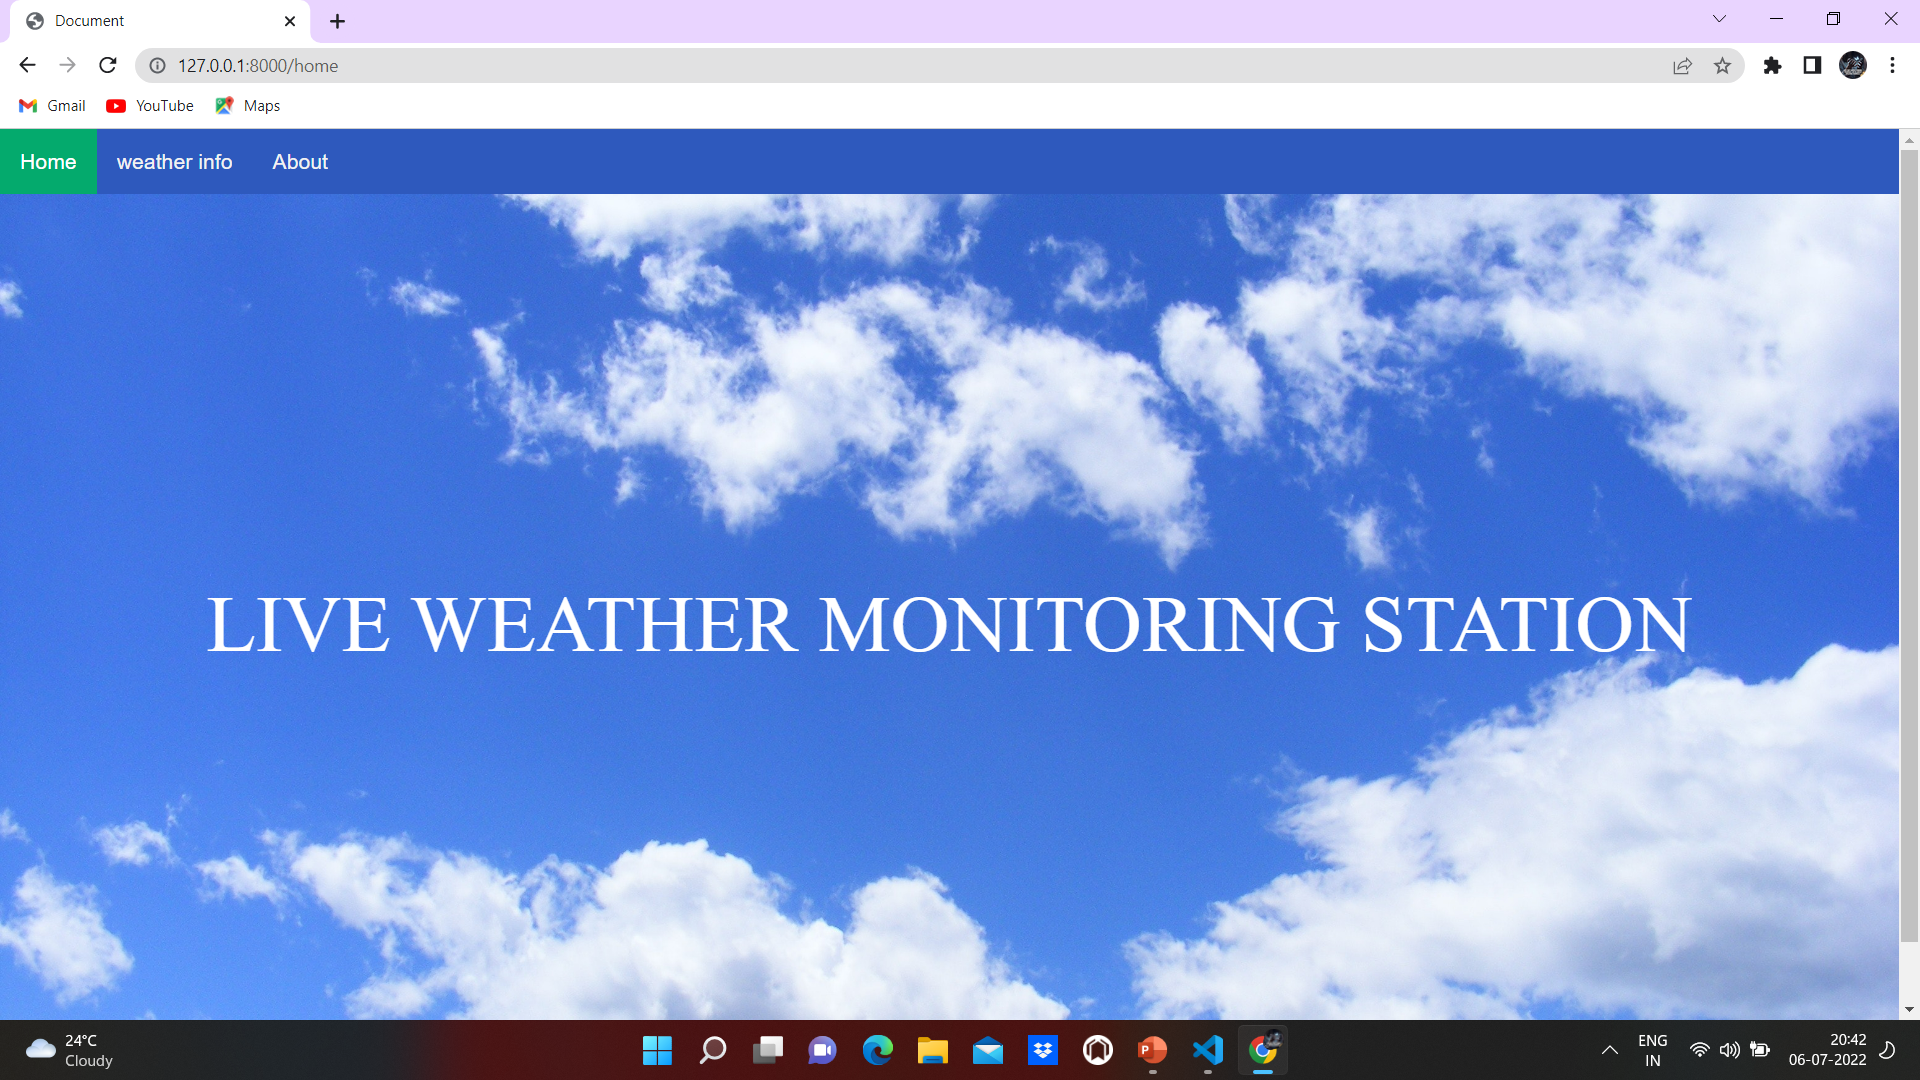 Document
127.0.0.1:8000/home
Gmail YouTube Maps
Home weather info About
LIVE WEATHER MONITORING STATION
24°C
Cloudy
P
ENG
IN
20:42
06-07-2022